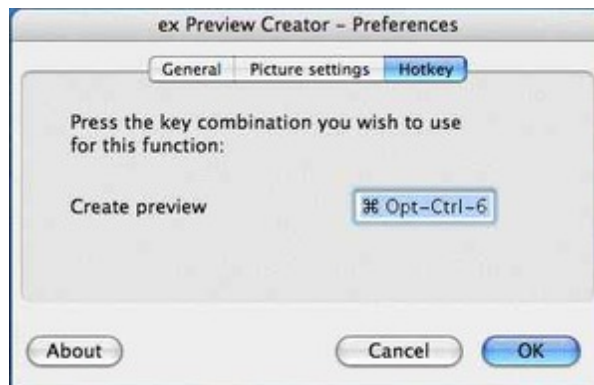 ex Preview Creator – Preferences
General Picture settings Hotkey
Press the key combination you wish to use
for this function:
Create preview ⌘ Opt-Ctrl-6
About Cancel OK